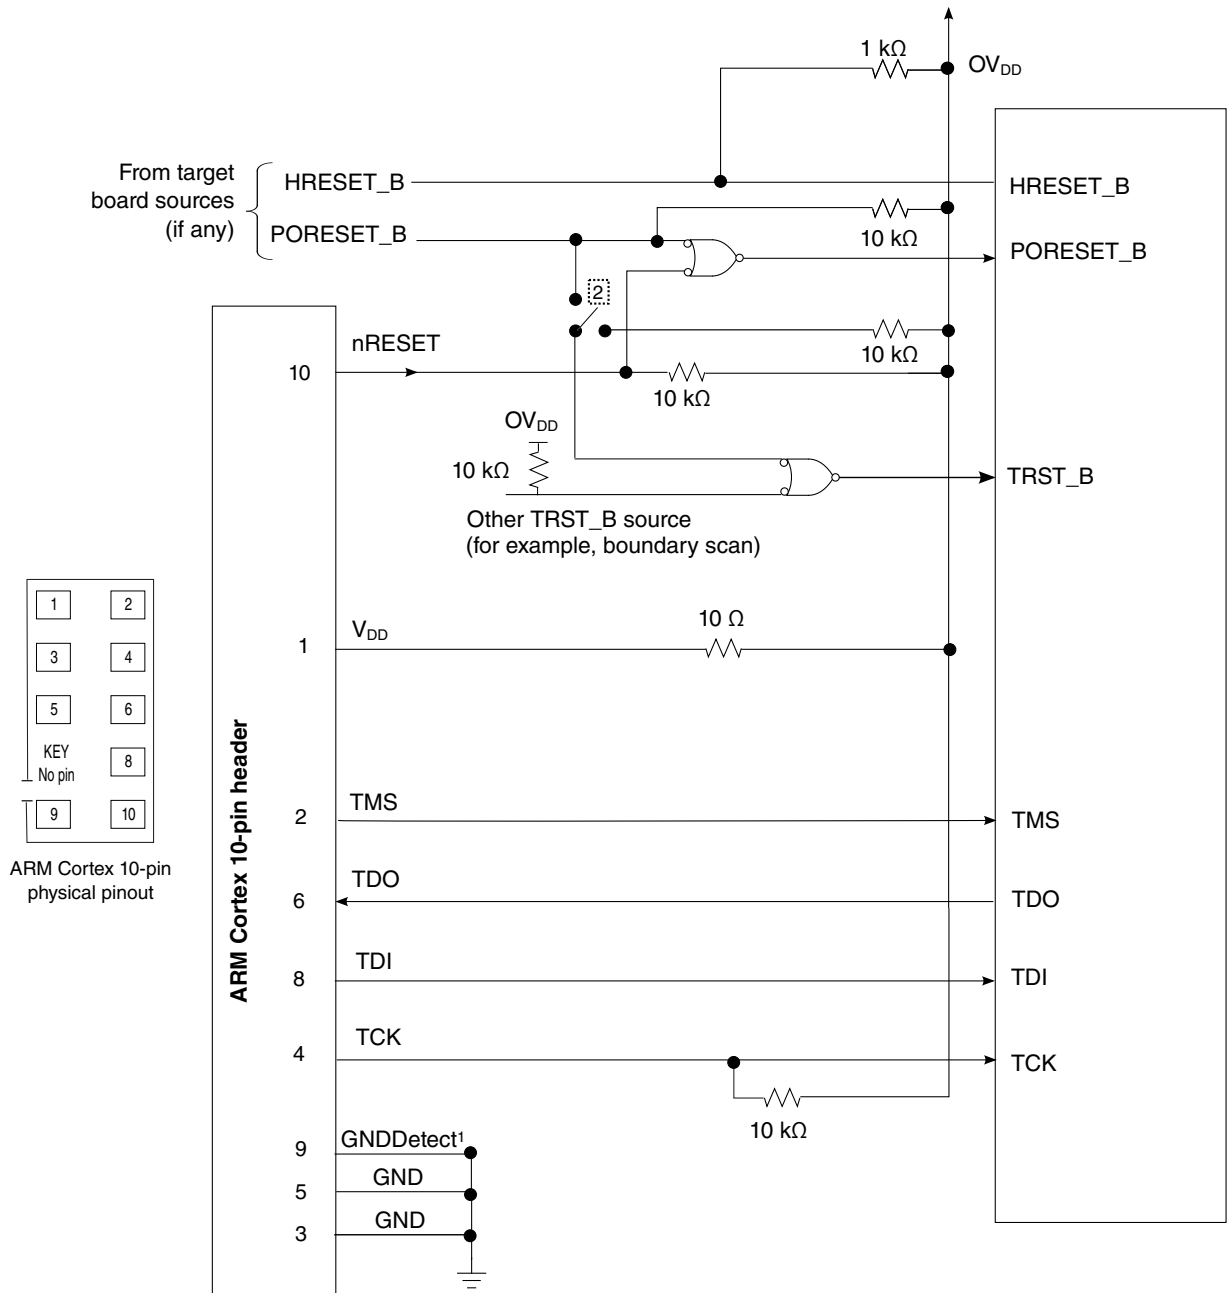 1 kΩ
OVDD
From target
board sources
(if any)
HRESET_B
HRESET_B
PORESET_B
10 kΩ
PORESET_B
2
nRESET
10
10 kΩ
10 kΩ
OVDD
10 kΩ
TRST_B
Other TRST_B source
(for example, boundary scan)
1
2
3
4
5
6
KEY
No pin
8
9
10
ARM Cortex 10-pin
physical pinout
ARM Cortex 10-pin header
1
VDD
10 Ω
2
TMS
TMS
6
TDO
TDO
8
TDI
TDI
4
TCK
TCK
10 kΩ
9
GNDDetect¹
5
GND
3
GND